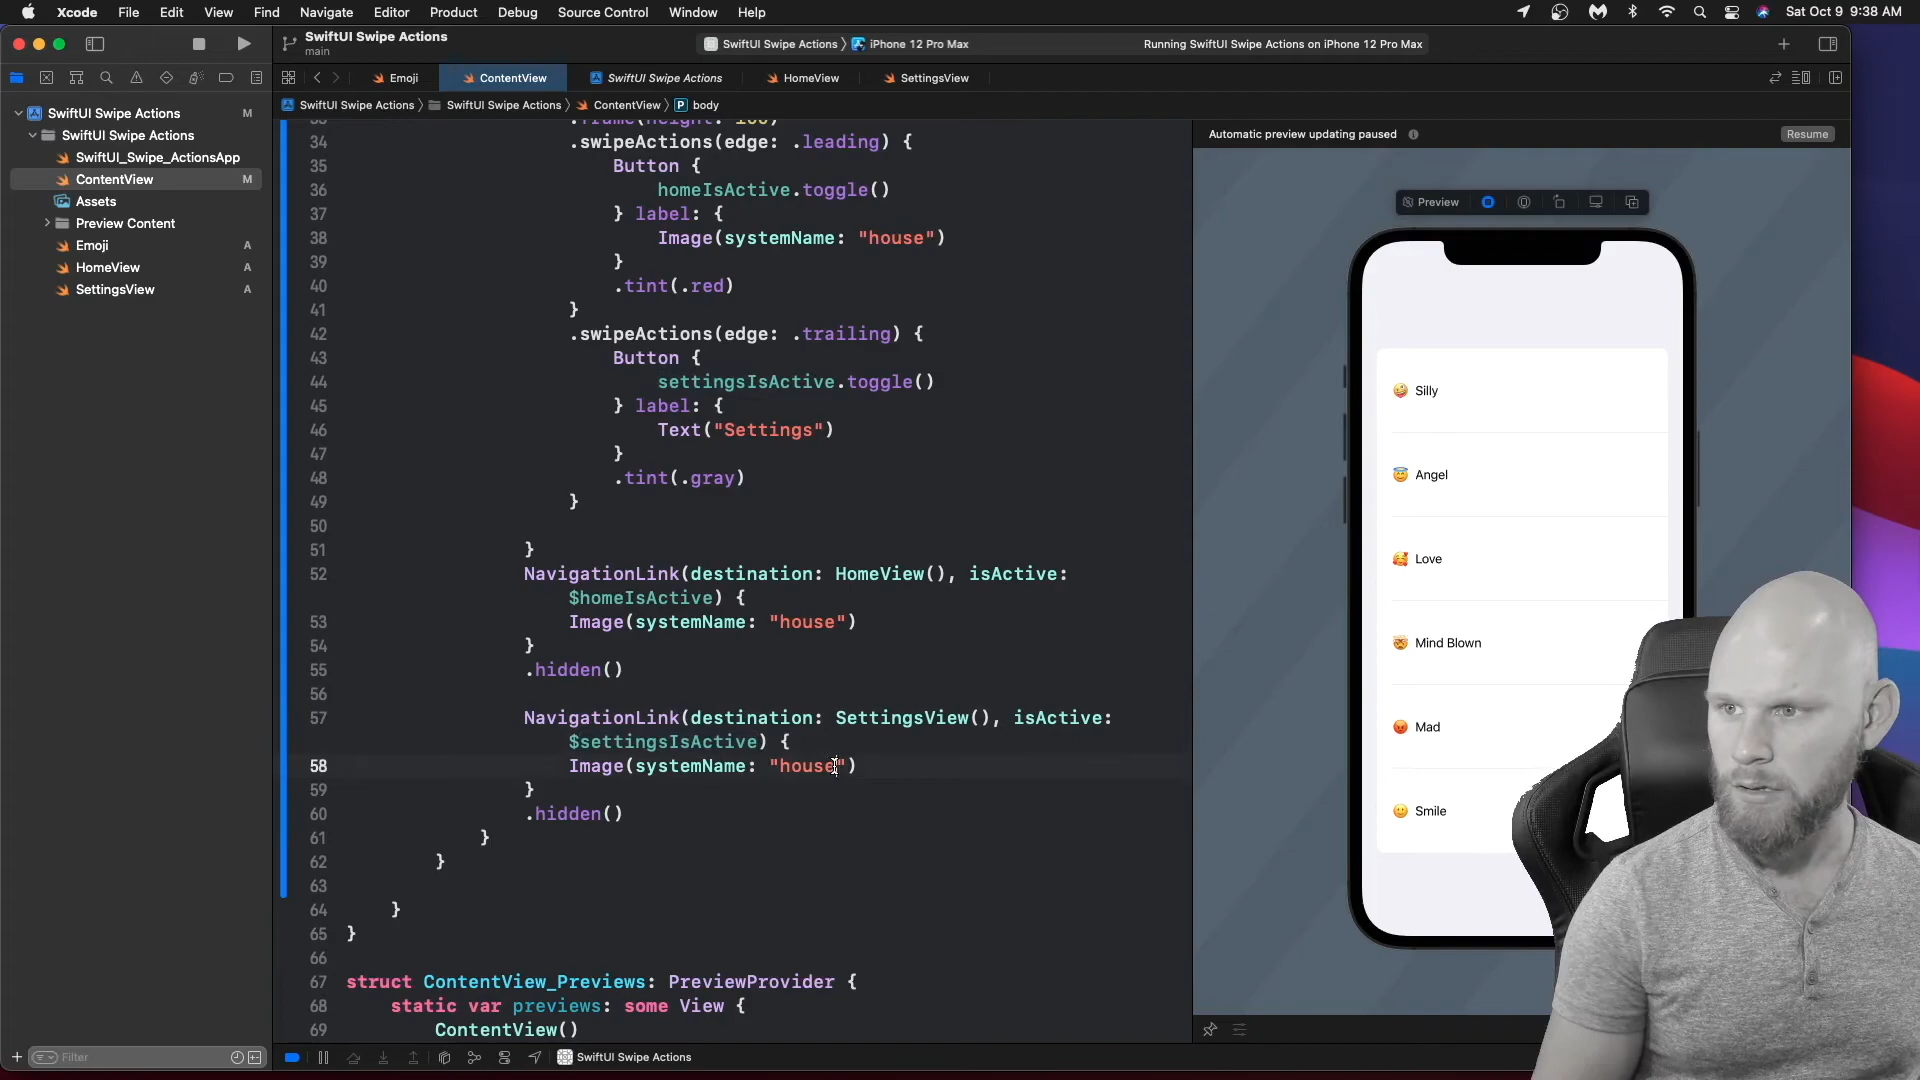 Xcode File Edit View Find Navigate Editor Product Debug Source Control Window Help Sat Oct 9 9:38 AM
SwiftUI Swipe Actions
main
SwiftUI Swipe Actions iPhone 12 Pro Max Running SwiftUI Swipe Actions on iPhone 12 Pro Max
Emoji ContentView SwiftUI Swipe Actions HomeView SettingsView
SwiftUI Swipe Actions SwiftUI Swipe Actions ContentView P body
SwiftUI Swipe Actions M
SwiftUI Swipe Actions
SwiftUI_Swipe_ActionsApp
ContentView M
Assets
Preview Content
Emoji A
HomeView A
SettingsView A
34 .swipeActions(edge: .leading) {
35 Button {
36 homeIsActive.toggle()
37 } label: {
38 Image(systemName: "house")
39 }
40 .tint(.red)
41 }
42 .swipeActions(edge: .trailing) {
43 Button {
44 settingsIsActive.toggle()
45 } label: {
46 Text("Settings")
47 }
48 .tint(.gray)
49 }
50
51 }
52 NavigationLink(destination: HomeView(), isActive:
$homeIsActive) {
53 Image(systemName: "house")
54 }
55 .hidden()
56
57 NavigationLink(destination: SettingsView(), isActive:
$settingsIsActive) {
58 Image(systemName: "house")
59 }
60 .hidden()
61 }
62 }
63
64 }
65 }
66
67 struct ContentView_Previews: PreviewProvider {
68 static var previews: some View {
69 ContentView()
Automatic preview updating paused Resume
Preview
Silly
Angel
Love
Mind Blown
Mad
Smile
Filter
SwiftUI Swipe Actions